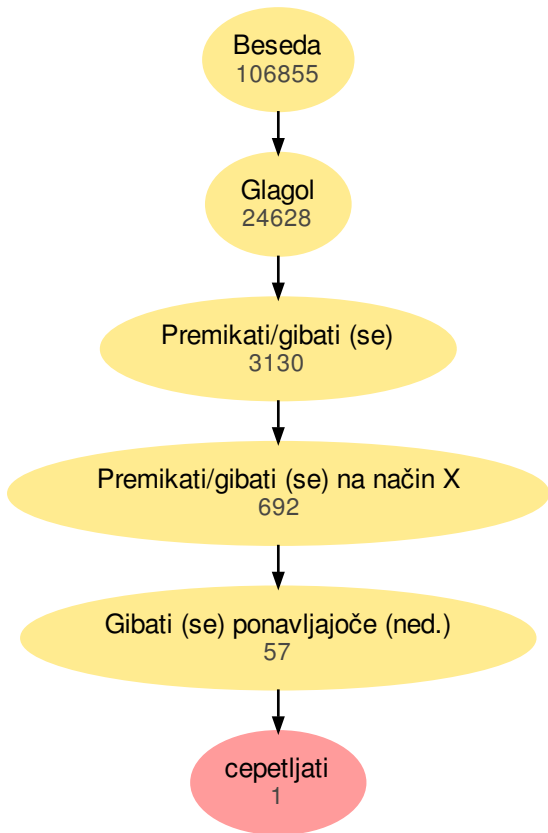 Beseda
106855
Glagol
24628
Premikati/gibati (se)
3130
Premikati/gibati (se) na način X
692
Gibati (se) ponavljajoče (ned.)
57
cepetljati
1